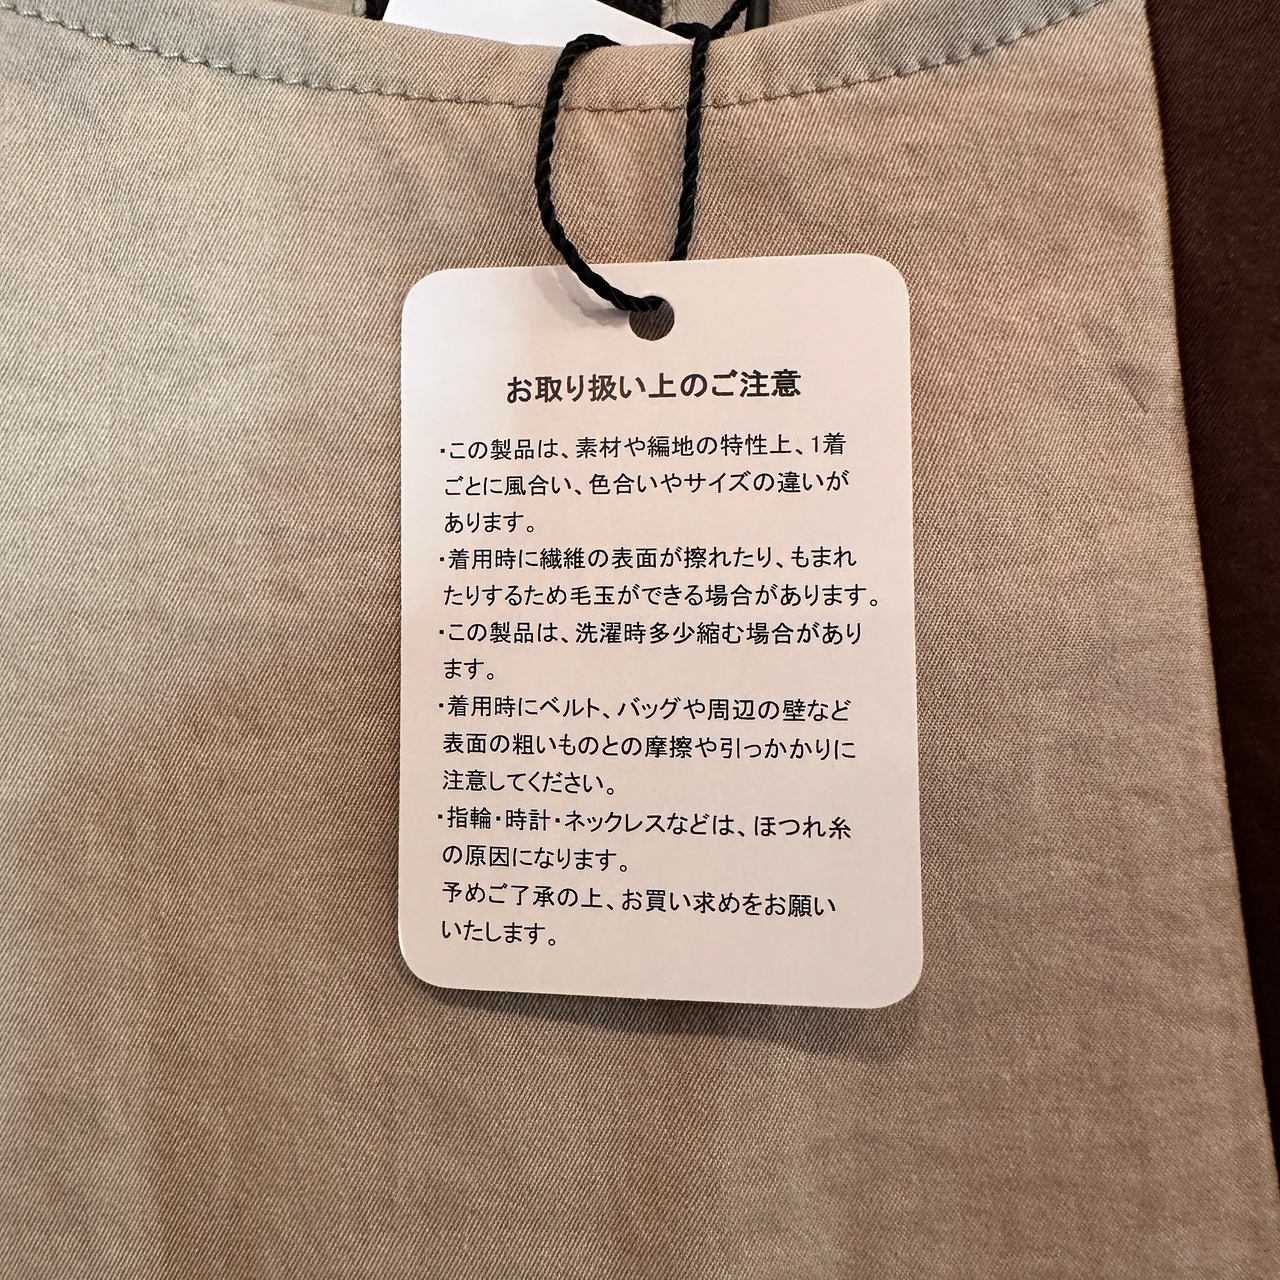 お取り扱い上のご注意
・この製品は、素材や編地の特性上、1着
ごとに風合い、色合いやサイズの違いが
あります。
・着用時に繊維の表面が擦れたり、もまれ
たりするため毛玉ができる場合があります。
・この製品は、洗濯時多少縮む場合があり
ます。
・着用時にベルト、バッグや周辺の壁など
表面の粗いものとの摩擦や引っかかりに
注意してください。
・指輪・時計・ネックレスなどは、ほつれ糸
の原因になります。
予めご了承の上、お買い求めをお願い
いたします。